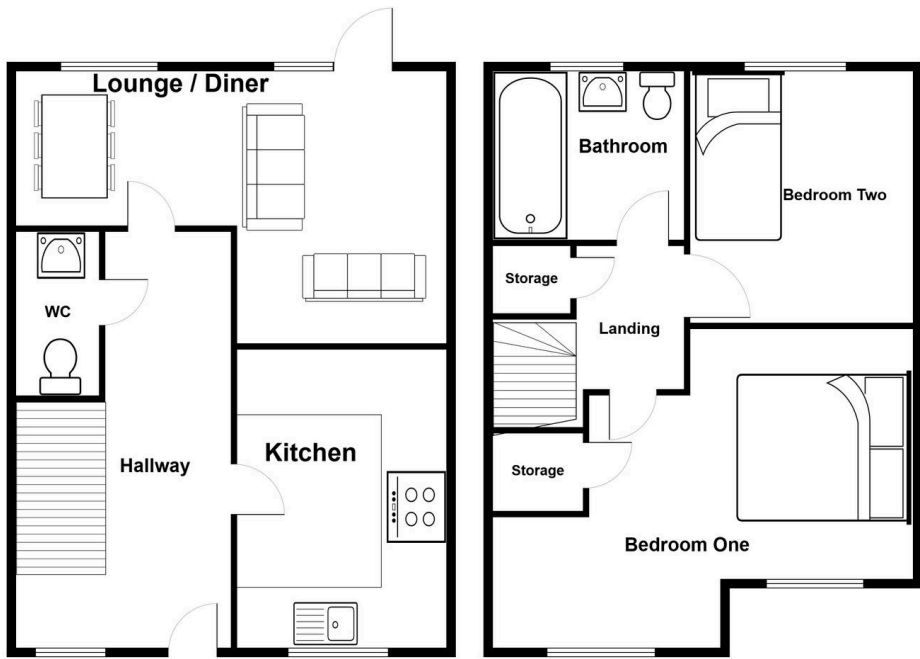 Lounge / Diner
WC
Hallway
Kitchen
Bathroom
Bedroom Two
Storage
Landing
Storage
Bedroom One